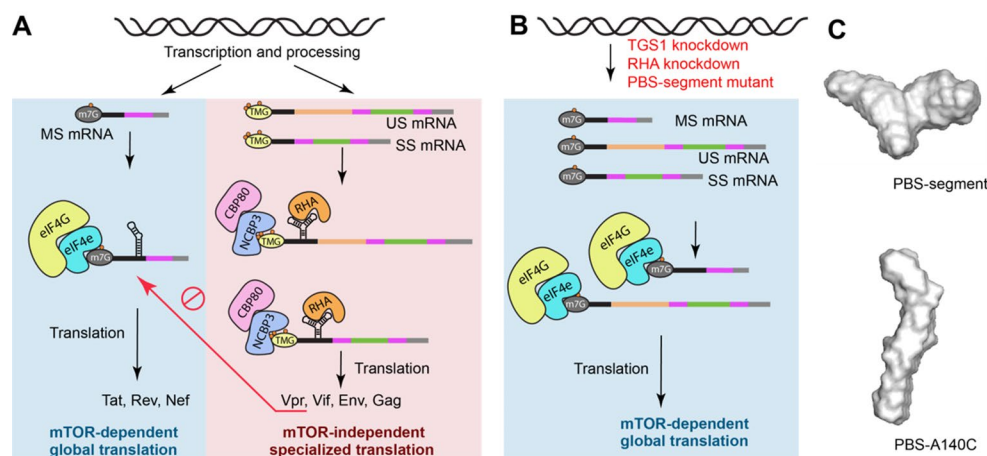 A
Transcription and processing
m7G
MS mRNA
eIF4G
eIF4e
m7G
Translation
Tat, Rev, Nef
mTOR-dependent
global translation
TMG
US mRNA
TMG
SS mRNA
CBP80
NCBP3
RHA
TMG
CBP80
NCBP3
RHA
TMG
Translation
Vpr, Vif, Env, Gag
mTOR-independent
specialized translation
B
TGS1 knockdown
RHA knockdown
PBS-segment mutant
m7G
MS mRNA
m7G
US mRNA
m7G
SS mRNA
eIF4G
eIF4e
m7G
eIF4G
eIF4e
m7G
Translation
mTOR-dependent
global translation
C
PBS-segment
PBS-A140C